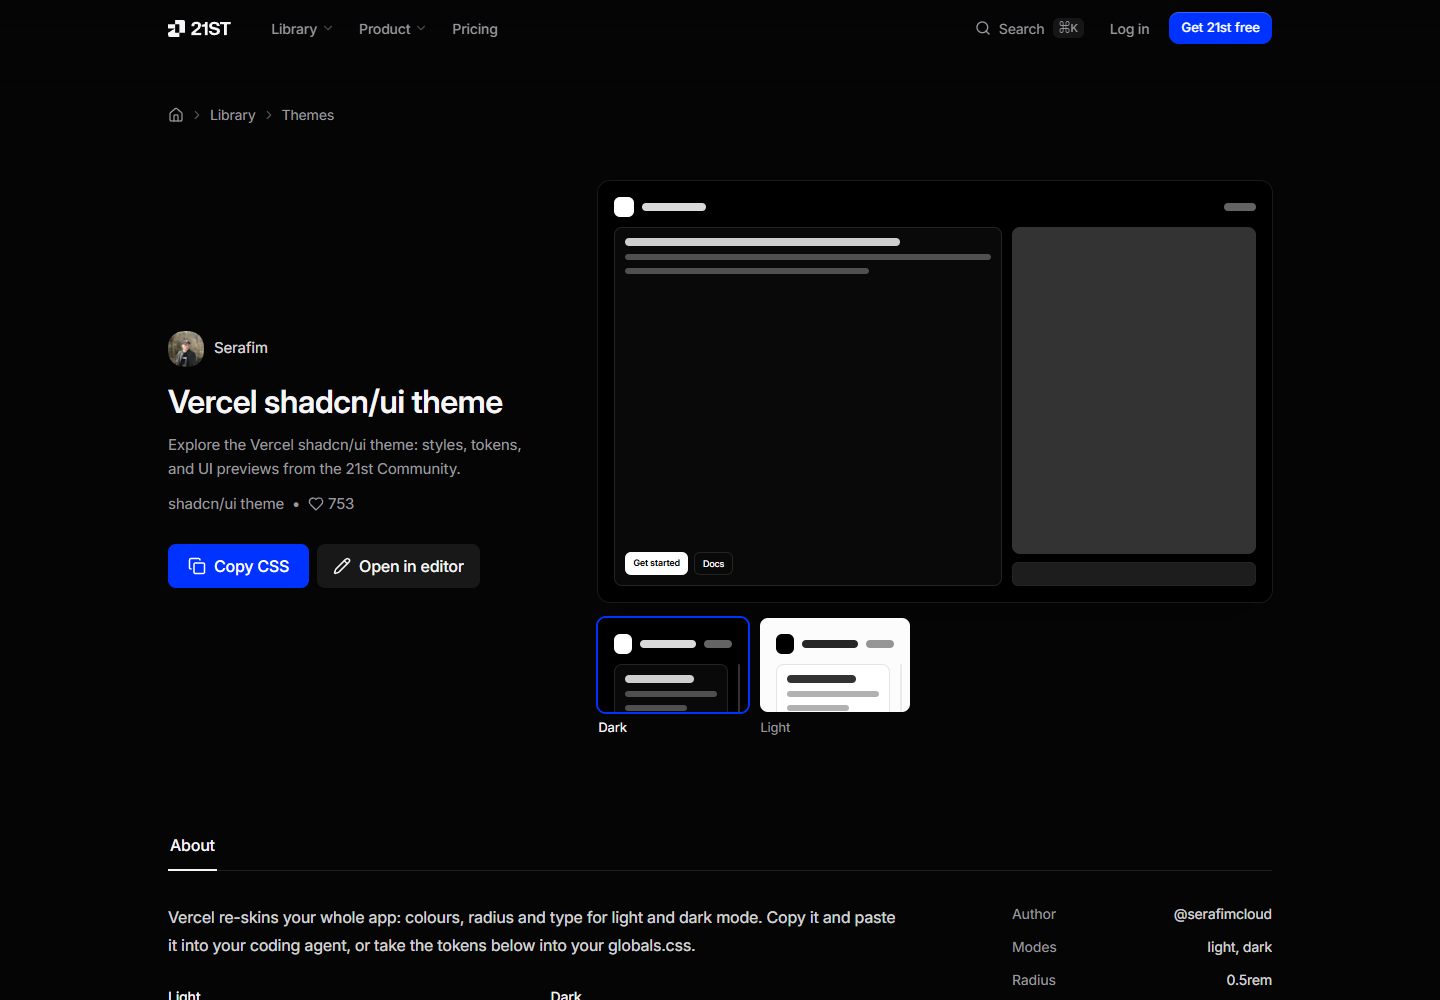 21ST
Library
Product
Pricing
Search ⌘K
Log in
Get 21st free
Library
Themes
Serafim
Vercel shadcn/ui theme
Explore the Vercel shadcn/ui theme: styles, tokens,
and UI previews from the 21st Community.
shadcn/ui theme • 753
Copy CSS
Open in editor
Get started
Docs
Dark
Light
About
Vercel re-skins your whole app: colours, radius and type for light and dark mode. Copy it and paste
it into your coding agent, or take the tokens below into your globals.css.
Author @serafimcloud
Modes light, dark
Radius 0.5rem
Light
Dark